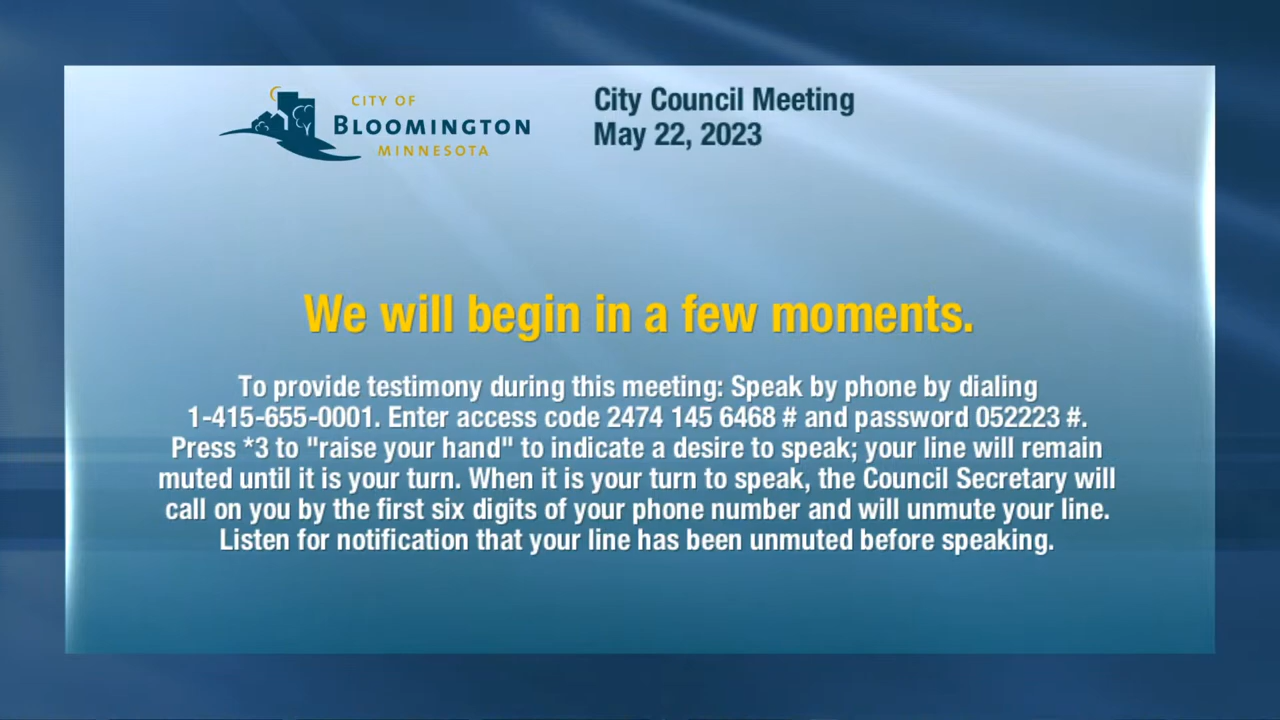 CITY OF
BLOOMINGTON
MINNESOTA
City Council Meeting
May 22, 2023
We will begin in a few moments.
To provide testimony during this meeting: Speak by phone by dialing
1-415-655-0001. Enter access code 2474 145 6468 # and password 052223 #.
Press *3 to "raise your hand" to indicate a desire to speak; your line will remain
muted until it is your turn. When it is your turn to speak, the Council Secretary will
call on you by the first six digits of your phone number and will unmute your line.
Listen for notification that your line has been unmuted before speaking.